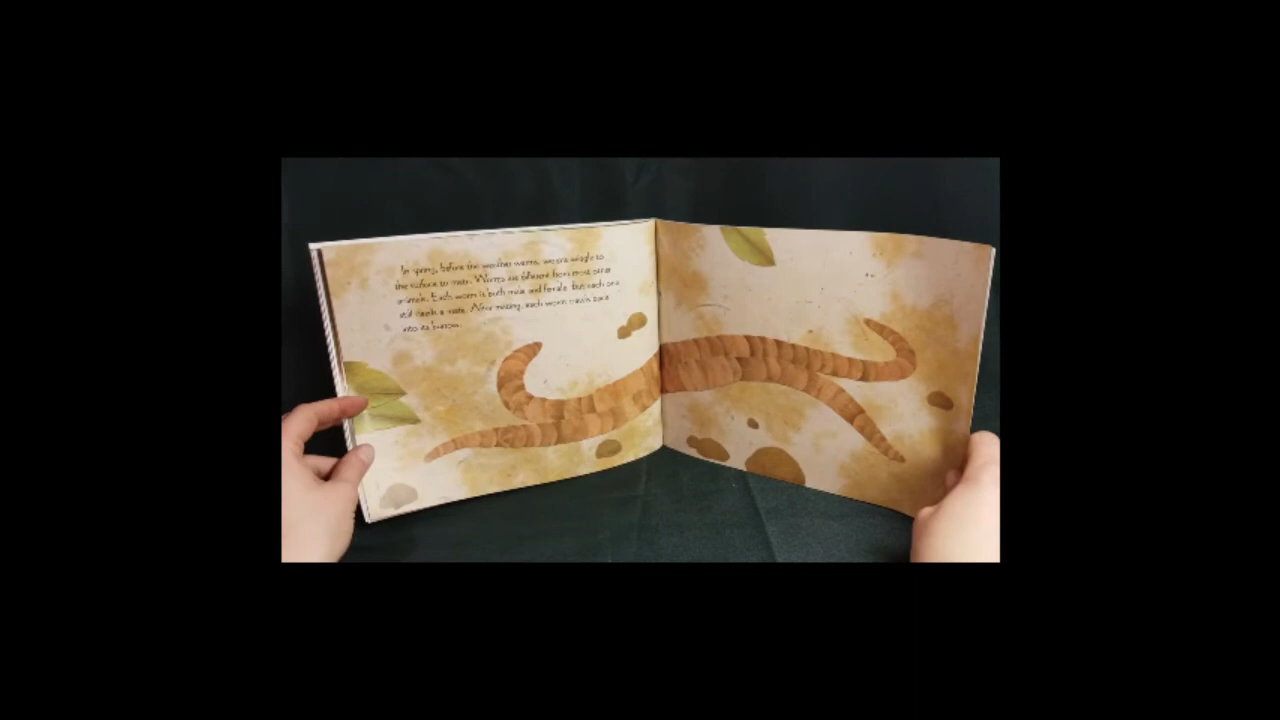 In spring, before the weather warms, worms wriggle to
the surface to mate. Worms are different from most other
animals. Each worm is both male and female. But each one
still needs a mate. After mating, each worm crawls back
into its burrow.